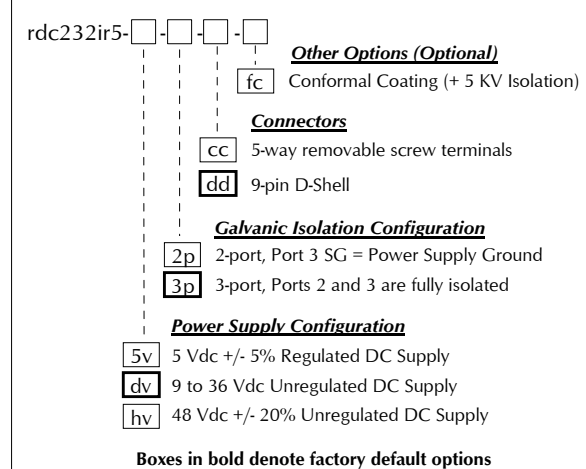 rdc232ir5- - - -
Other Options (Optional)
fc Conformal Coating (+ 5 KV Isolation)
Connectors
cc 5-way removable screw terminals
dd 9-pin D-Shell
Galvanic Isolation Configuration
2p 2-port, Port 3 SG = Power Supply Ground
3p 3-port, Ports 2 and 3 are fully isolated
Power Supply Configuration
5v 5 Vdc +/- 5% Regulated DC Supply
dv 9 to 36 Vdc Unregulated DC Supply
hv 48 Vdc +/- 20% Unregulated DC Supply
Boxes in bold denote factory default options